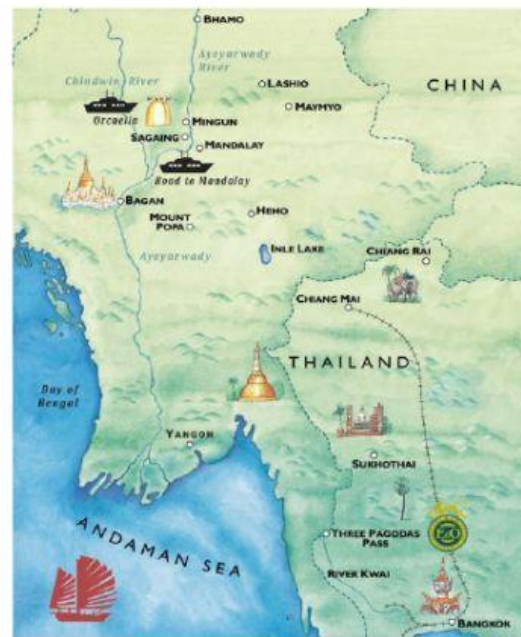 BHAMO
Ayeyarwady
River
Chindwin River
LASHIO
CHINA
Orcaella
MAYMYO
MINGUN
SAGAING
MANDALAY
Road to Mandalay
BAGAN
MOUNT
POPA
HEHO
Ayeyarwady
INLE LAKE
CHIANG RAI
CHIANG MAI
THAILAND
Bay of
Bengal
YANGON
SUKHOTHAI
ANDAMAN SEA
THREE PAGODAS
PASS
E&O
RIVER KWAI
BANGKOK